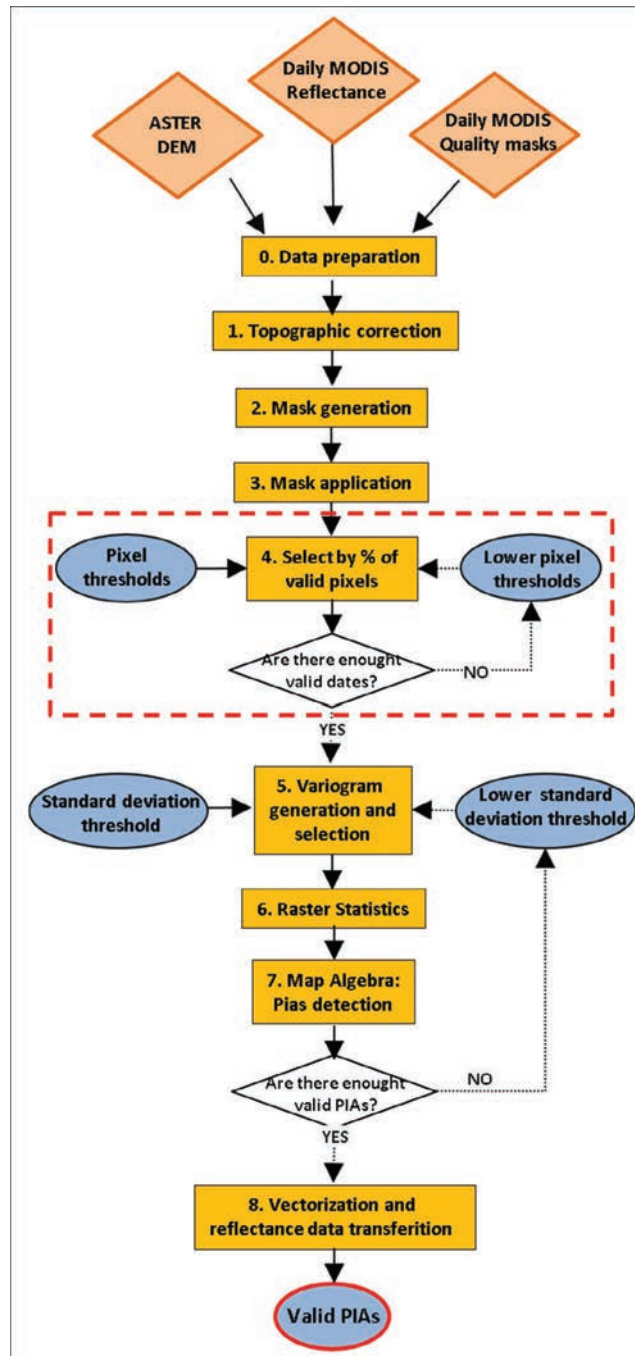 Daily MODIS
Reflectance
ASTER
DEM
Daily MODIS
Quality masks
0. Data preparation
1. Topographic correction
2. Mask generation
3. Mask application
Pixel
thresholds
4. Select by % of
valid pixels
Lower pixel
thresholds
Are there enought
valid dates?
NO
YES
Standard deviation
threshold
5. Variogram
generation and
selection
Lower standard
deviation threshold
6. Raster Statistics
7. Map Algebra:
Pias detection
Are there enought
valid PIAs?
NO
YES
8. Vectorization and
reflectance data transferition
Valid PIAs